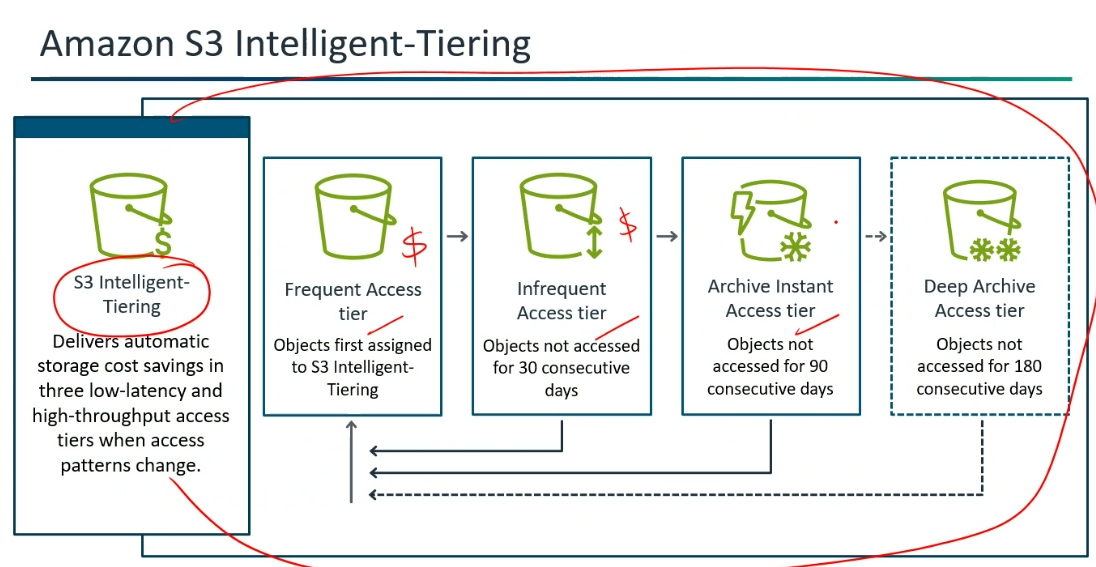 Amazon S3 Intelligent-Tiering
$
S3 Intelligent-
Tiering
Delivers automatic
storage cost savings in
three low-latency and
high-throughput access
tiers when access
patterns change.
$
Frequent Access
tier
Objects first assigned
to S3 Intelligent-
Tiering
$
Infrequent
Access tier
Objects not accessed
for 30 consecutive
days
Archive Instant
Access tier
Objects not
accessed for 90
consecutive days
Deep Archive
Access tier
Objects not
accessed for 180
consecutive days